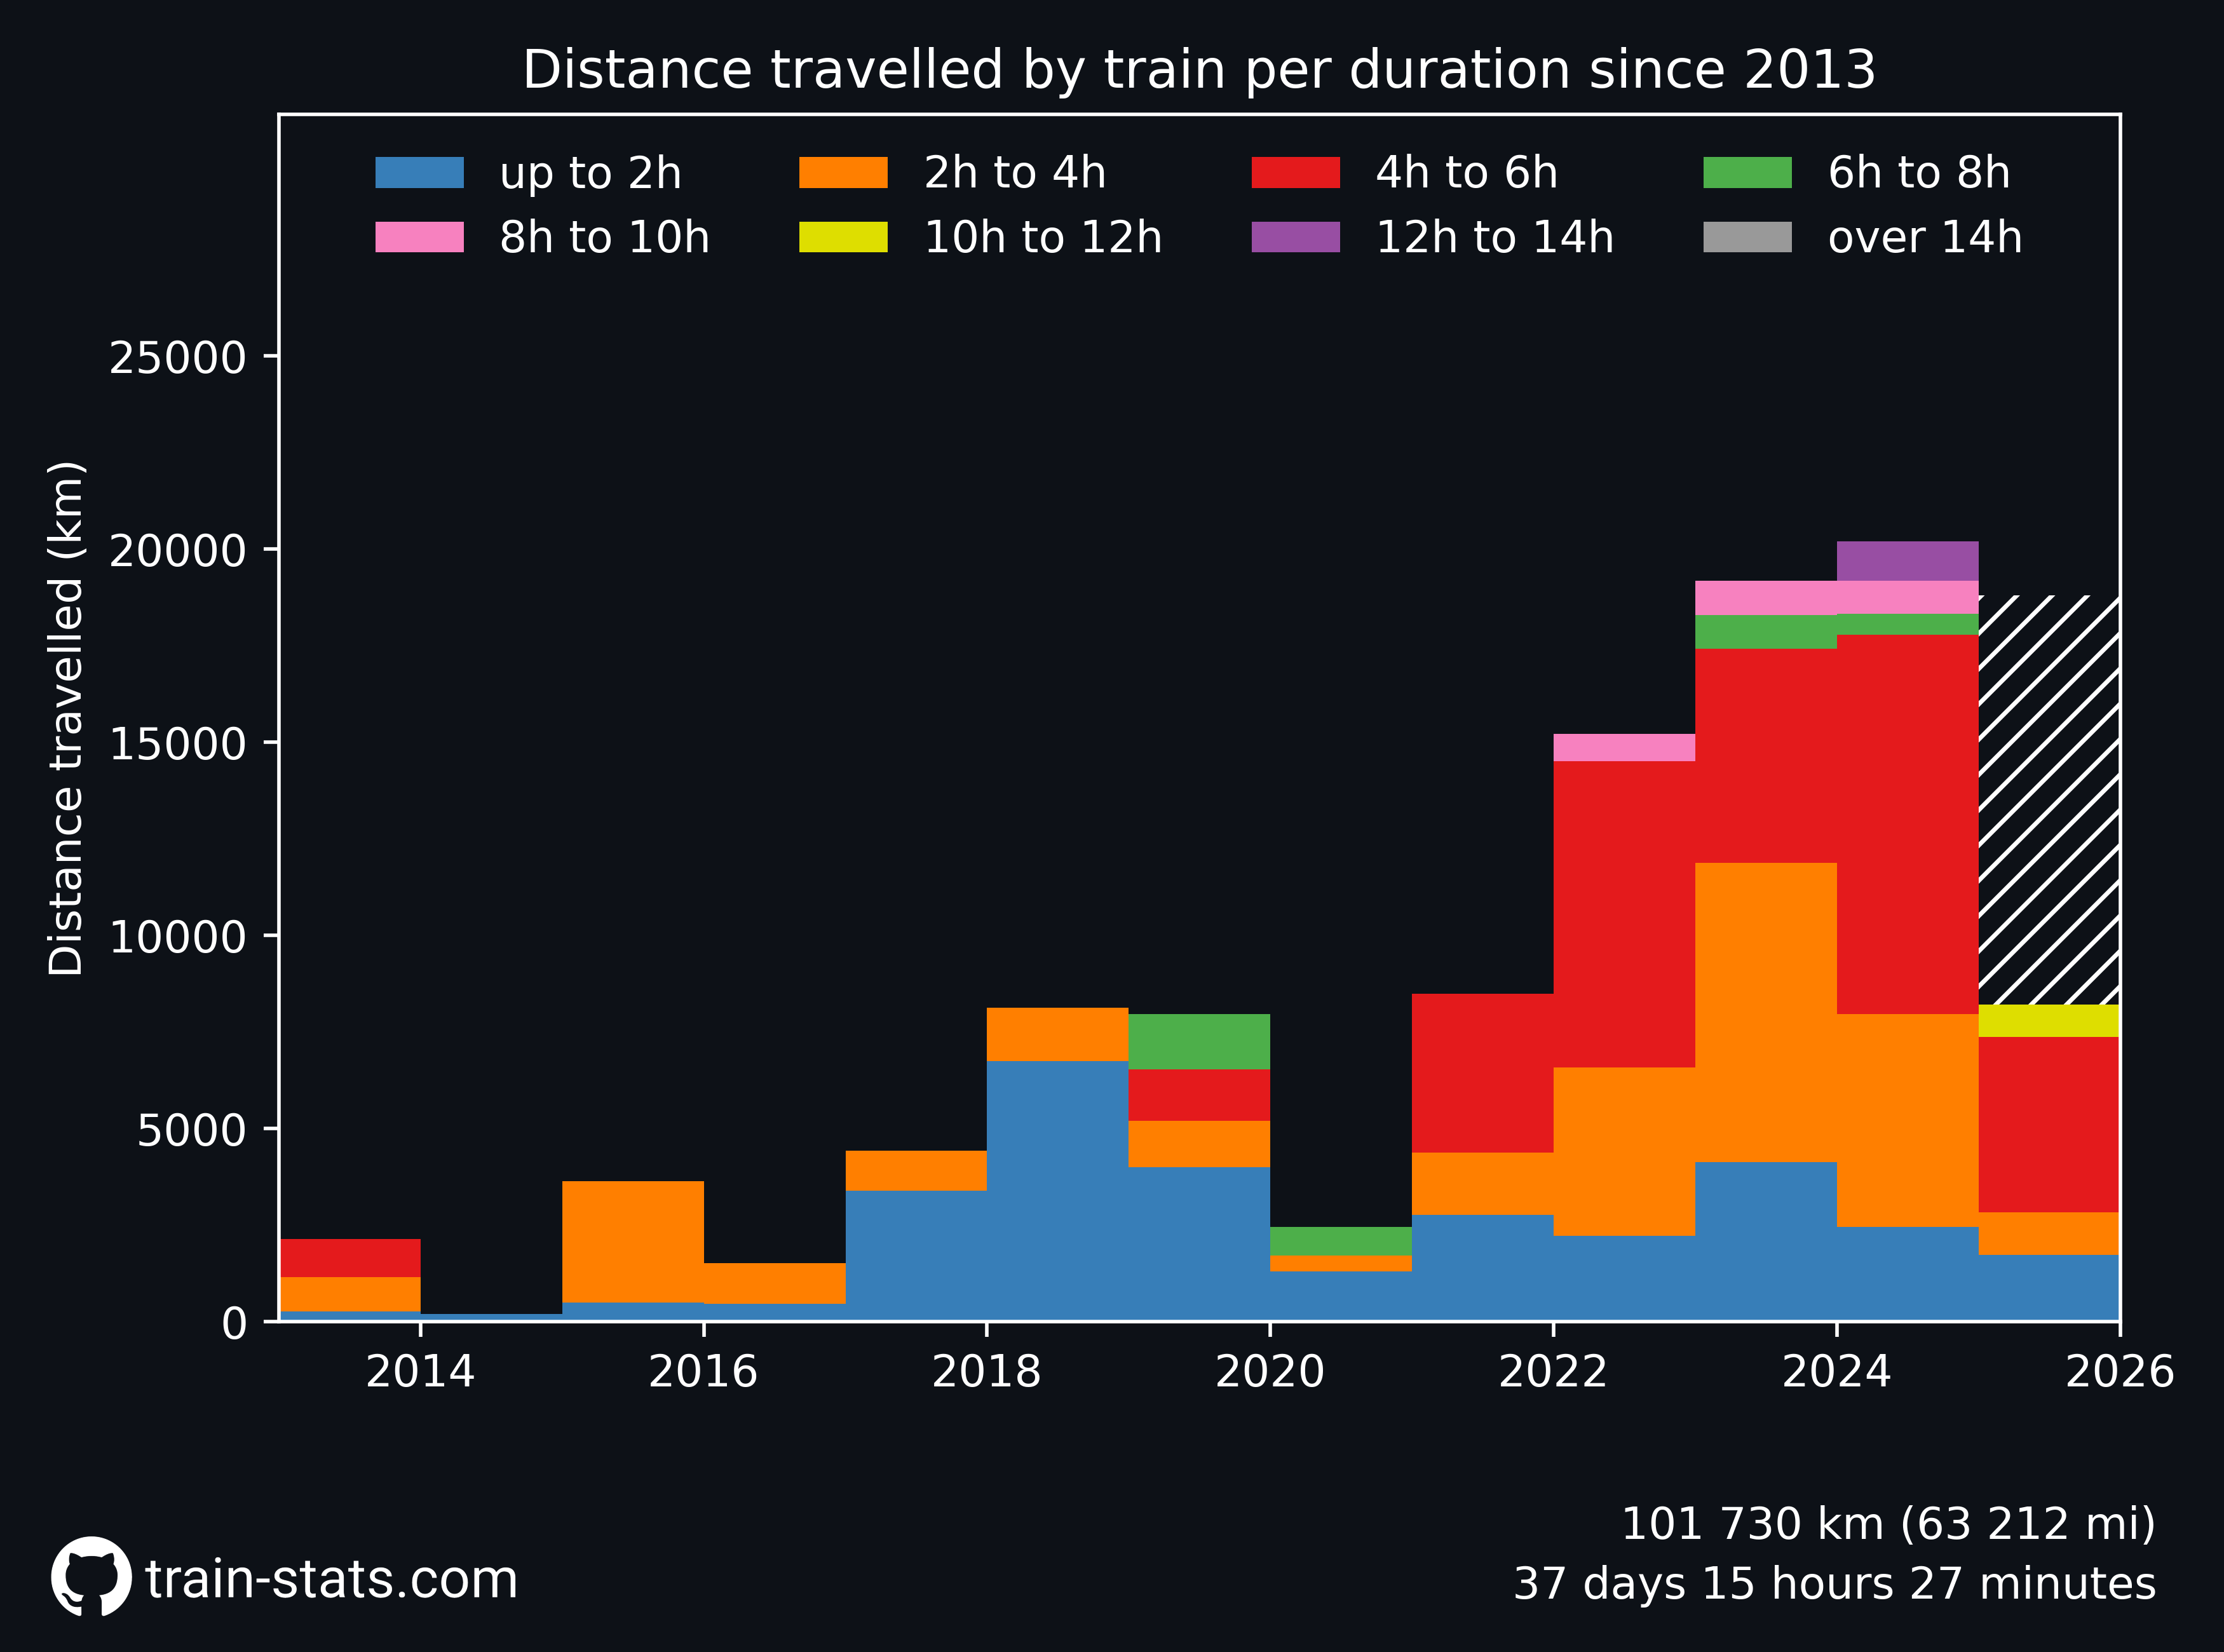 Distance travelled by train per duration since 2013
up to 2h 2h to 4h 4h to 6h 6h to 8h
8h to 10h 10h to 12h 12h to 14h over 14h
Distance travelled (km)
25000
20000
15000
10000
5000
0
2014 2016 2018 2020 2022 2024 2026
101 730 km (63 212 mi)
train-stats.com
37 days 15 hours 27 minutes